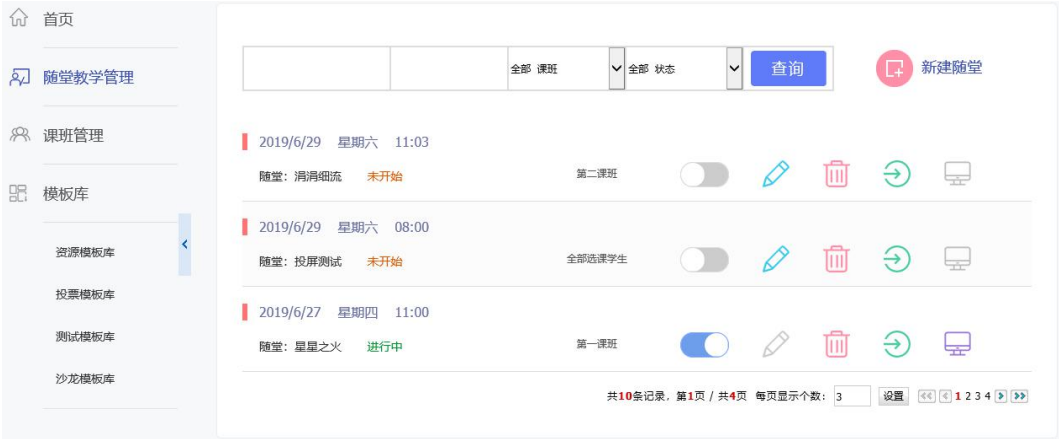 首页
随堂教学管理
课班管理
模板库
资源模板库
投票模板库
测试模板库
沙龙模板库
全部 课班 全部 状态 查询 新建随堂
2019/6/29 星期六 11:03
随堂：涓涓细流 未开始 第二课班
2019/6/29 星期六 08:00
随堂：投屏测试 未开始 全部选课学生
2019/6/27 星期四 11:00
随堂：星星之火 进行中 第一课班
共10条记录，第1页 / 共4页 每页显示个数： 3 设置 1 2 3 4